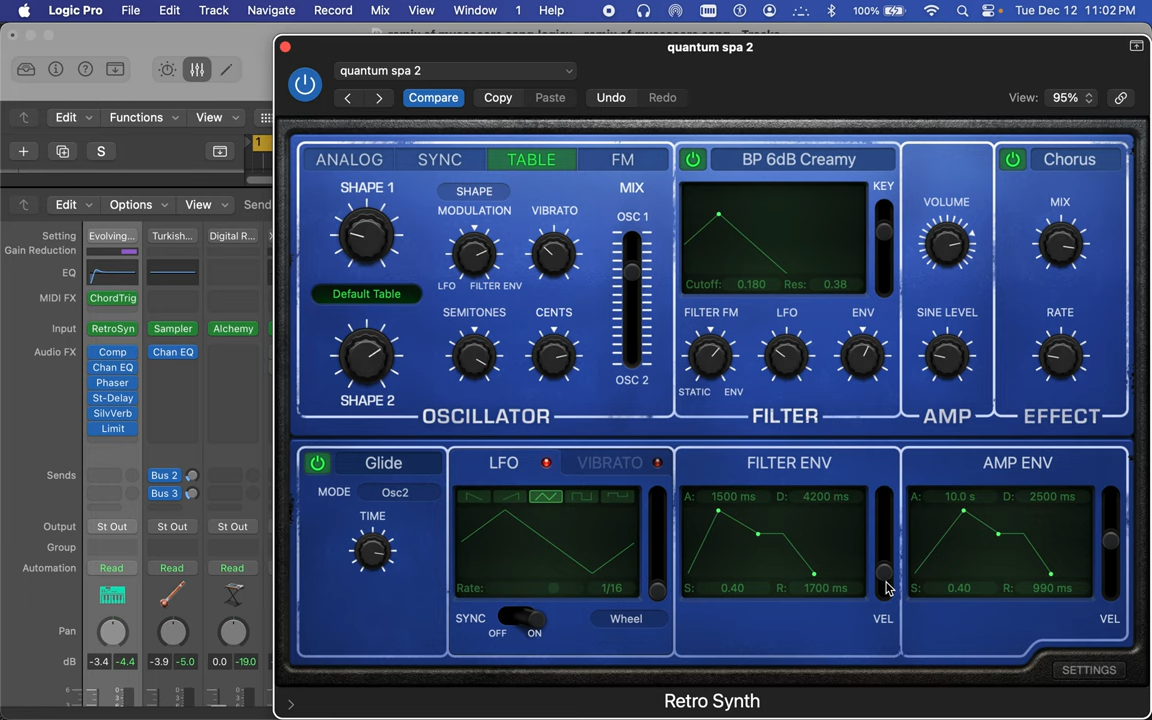 Logic Pro File Edit Track Navigate Record Mix View Window 1 Help 100% Tue Dec 12 11:02 PM
quantum spa 2
quantum spa 2
Compare Copy Paste Undo Redo View: 95%
Edit Functions View
S 1
Edit Options View Send
Setting Evolving... Turkish... Digital R...
Gain Reduction
EQ
MIDI FX ChordTrig
Input RetroSyn Sampler Alchemy
Audio FX Comp Chan EQ
Chan EQ
Phaser
St-Delay
SilvVerb
Limit
Sends Bus 2
Bus 3
Output St Out St Out St Out
Group
Automation Read Read Read
Pan
dB -3.4 -4.4 -3.9 -5.0 0.0 -19.0
ANALOG SYNC TABLE FM
SHAPE 1 SHAPE MIX
MODULATION VIBRATO OSC 1
LFO FILTER ENV
Default Table
SEMITONES CENTS
OSC 2
SHAPE 2
OSCILLATOR
BP 6dB Creamy
KEY
Cutoff: 0.180 Res: 0.38
FILTER FM LFO ENV
STATIC ENV
FILTER
VOLUME
SINE LEVEL
AMP
Chorus
MIX
RATE
EFFECT
Glide
MODE Osc2
TIME
LFO VIBRATO
Rate: 1/16
SYNC OFF ON Wheel
FILTER ENV
A: 1500 ms D: 4200 ms
S: 0.40 R: 1700 ms
VEL
AMP ENV
A: 10.0 s D: 2500 ms
S: 0.40 R: 990 ms
VEL
SETTINGS
Retro Synth